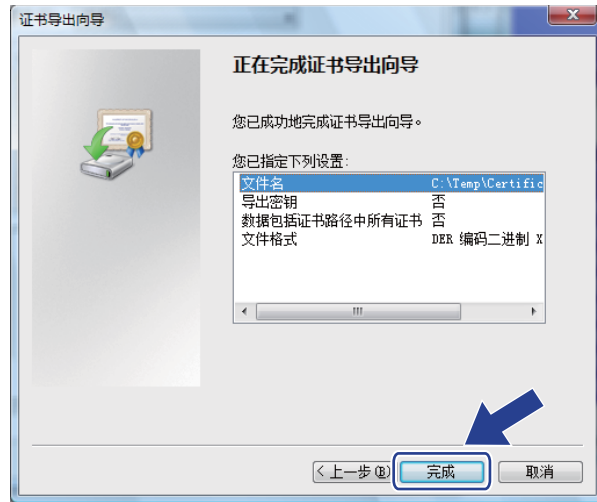 证书导出向导
正在完成证书导出向导
您已成功地完成证书导出向导。
您已指定下列设置:
文件名 C:\Temp\Certific
导出密钥 否
数据包括证书路径中所有证书 否
文件格式 DER 编码二进制 X
< 上一步(B) 完成 取消